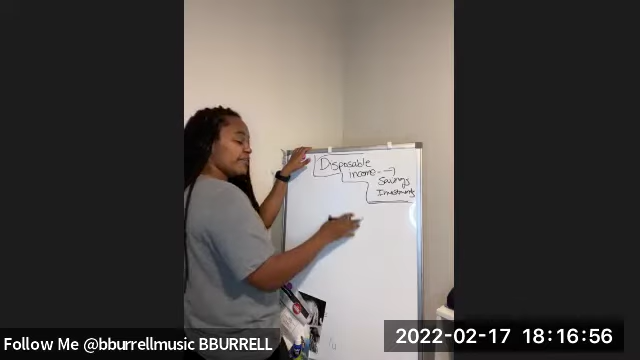 Disposable
Income →
Savings
Investments
Follow Me @bburrellmusic BBURRELL
2022-02-17 18:16:56